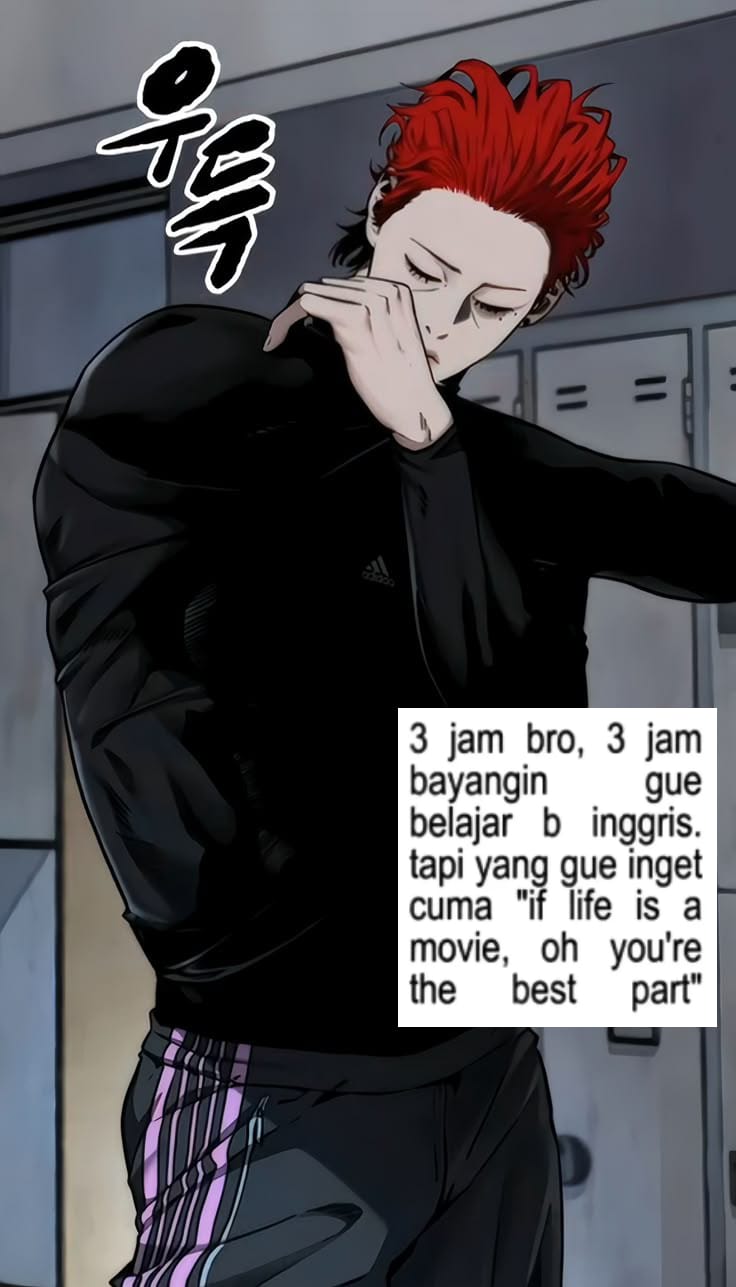 우
득
adidas
3 jam bro, 3 jam
bayangin gue
belajar b inggris.
tapi yang gue inget
cuma "if life is a
movie, oh you're
the best part"